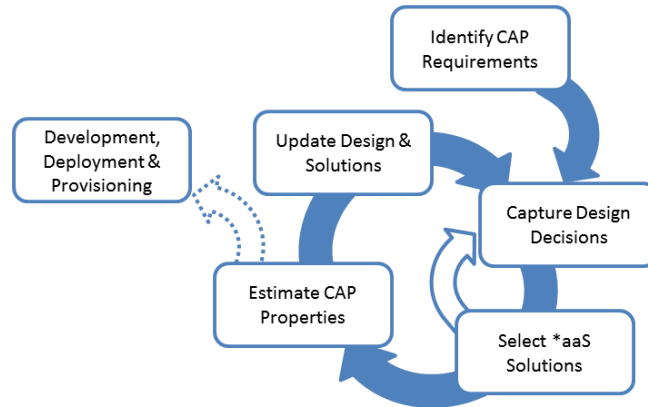 Identify CAP
Requirements
Development,
Deployment &
Provisioning
Update Design &
Solutions
Capture Design
Decisions
Estimate CAP
Properties
Select *aaS
Solutions